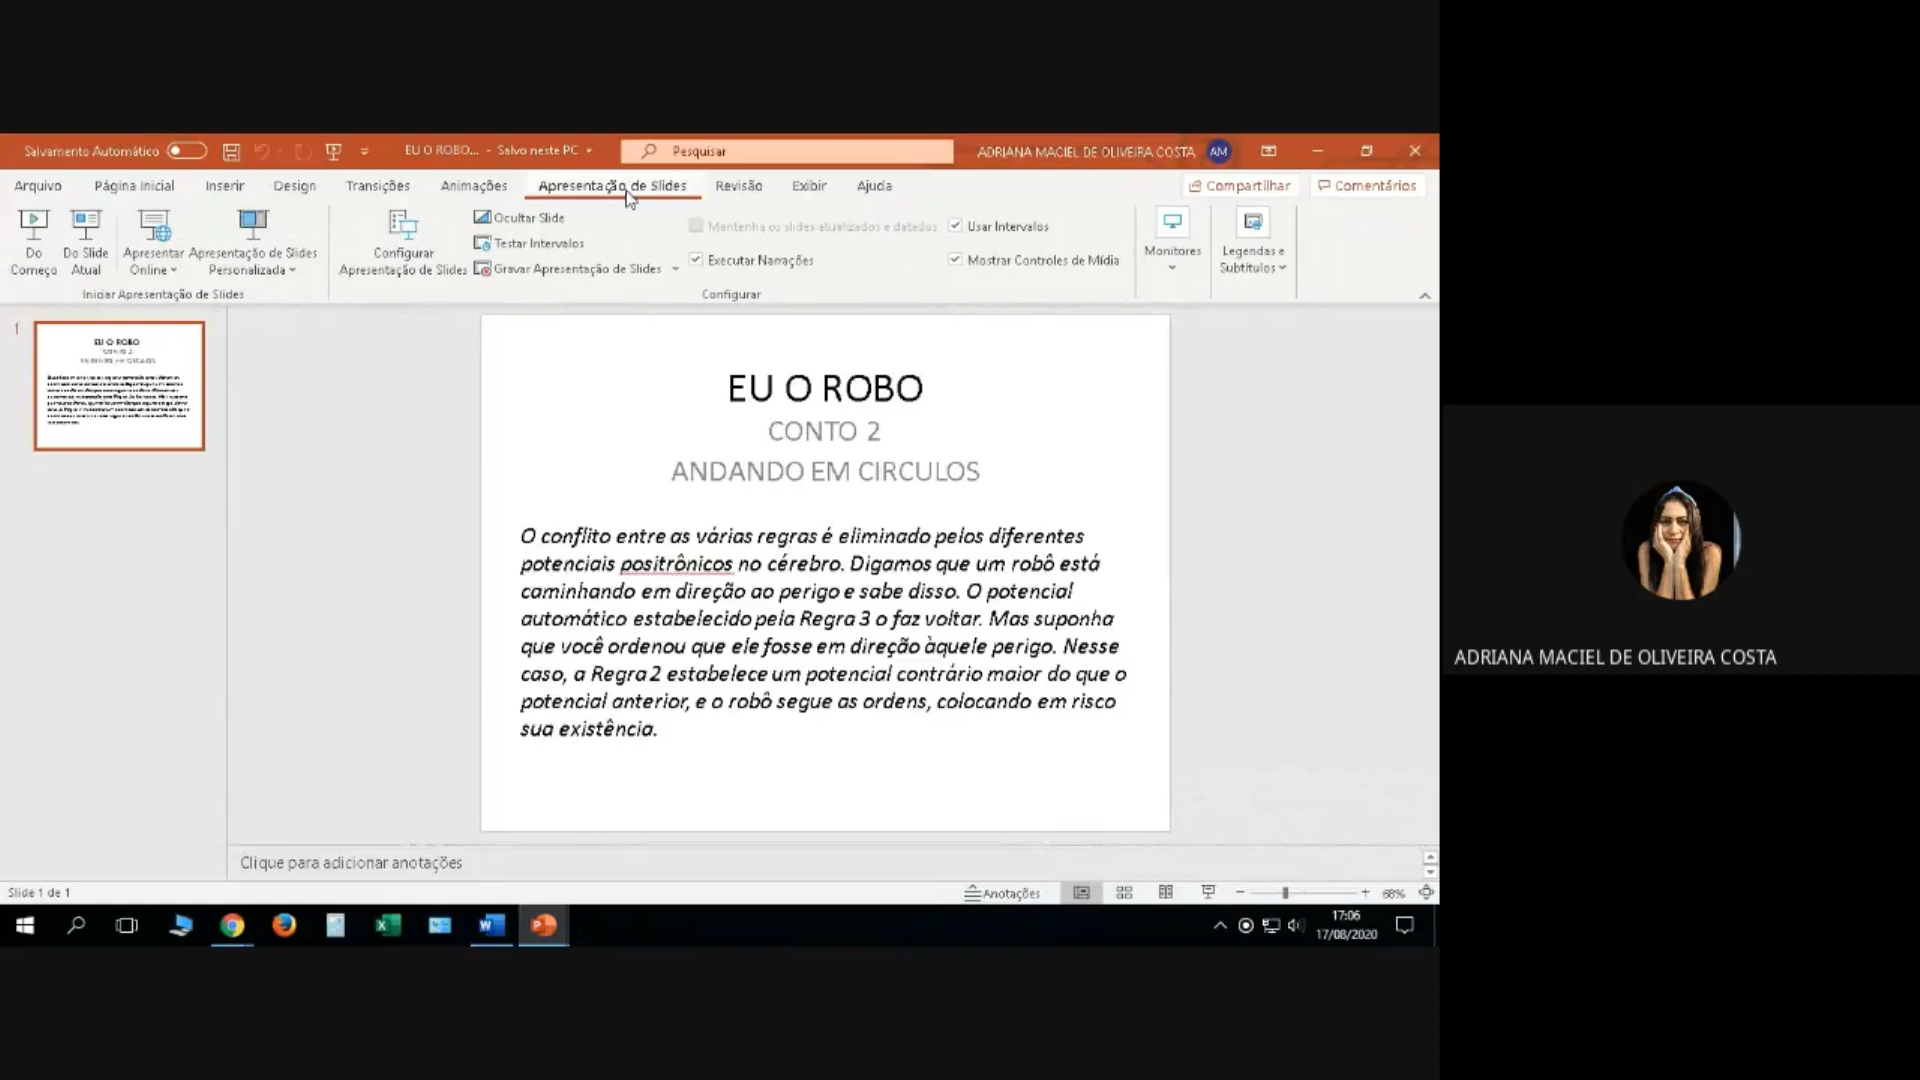 Salvamento Automático
EU O ROBO... - Salvo neste PC
Pesquisar
ADRIANA MACIEL DE OLIVEIRA COSTA
AM
Arquivo
Página Inicial
Inserir
Design
Transições
Animações
Apresentação de Slides
Revisão
Exibir
Ajuda
Compartilhar
Comentários
Do Começo
Do Slide Atual
Apresentar Online
Apresentação de Slides Personalizada
Iniciar Apresentação de Slides
Configurar Apresentação de Slides
Ocultar Slide
Testar Intervalos
Gravar Apresentação de Slides
Mantenha os slides atualizados e datados
Executar Narrações
Usar Intervalos
Mostrar Controles de Mídia
Configurar
Monitores
Legendas e Subtítulos
1
EU O ROBO
CONTO 2
ANDANDO EM CIRCULOS
O conflito entre as várias regras é eliminado pelos diferentes
potenciais positrônicos no cérebro. Digamos que um robô está
caminhando em direção ao perigo e sabe disso. O potencial
automático estabelecido pela Regra 3 o faz voltar. Mas suponha
que você ordenou que ele fosse em direção àquele perigo. Nesse
caso, a Regra 2 estabelece um potencial contrário maior do que o
potencial anterior, e o robô segue as ordens, colocando em risco
sua existência.
Clique para adicionar anotações
Slide 1 de 1
Anotações
68%
17:06
17/08/2020
ADRIANA MACIEL DE OLIVEIRA COSTA